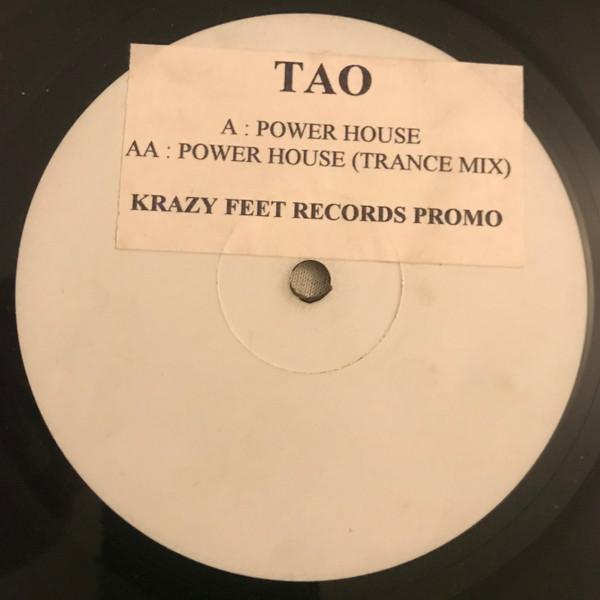 TAO
A : POWER HOUSE
AA : POWER HOUSE (TRANCE MIX)
KRAZY FEET RECORDS PROMO